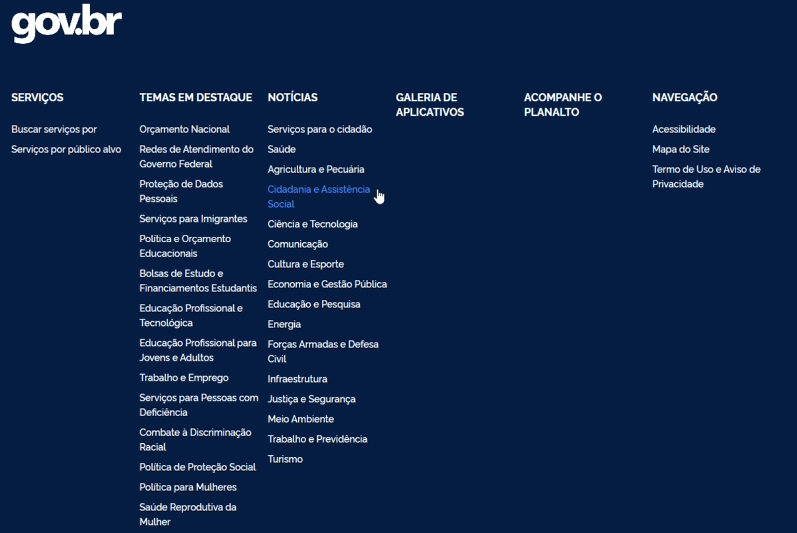 gov.br
SERVIÇOS
Buscar serviços por
Serviços por público alvo
TEMAS EM DESTAQUE
Orçamento Nacional
Redes de Atendimento do
Governo Federal
Proteção de Dados
Pessoais
Serviços para Imigrantes
Política e Orçamento
Educacionais
Bolsas de Estudo e
Financiamentos Estudantis
Educação Profissional e
Tecnológica
Educação Profissional para
Jovens e Adultos
Trabalho e Emprego
Serviços para Pessoas com
Deficiência
Combate à Discriminação
Racial
Política de Proteção Social
Política para Mulheres
Saúde Reprodutiva da
Mulher
NOTÍCIAS
Serviços para o cidadão
Saúde
Agricultura e Pecuária
Cidadania e Assistência
Social
Ciência e Tecnologia
Comunicação
Cultura e Esporte
Economia e Gestão Pública
Educação e Pesquisa
Energia
Forças Armadas e Defesa
Civil
Infraestrutura
Justiça e Segurança
Meio Ambiente
Trabalho e Previdência
Turismo
GALERIA DE
APLICATIVOS
ACOMPANHE O
PLANALTO
NAVEGAÇÃO
Acessibilidade
Mapa do Site
Termo de Uso e Aviso de
Privacidade